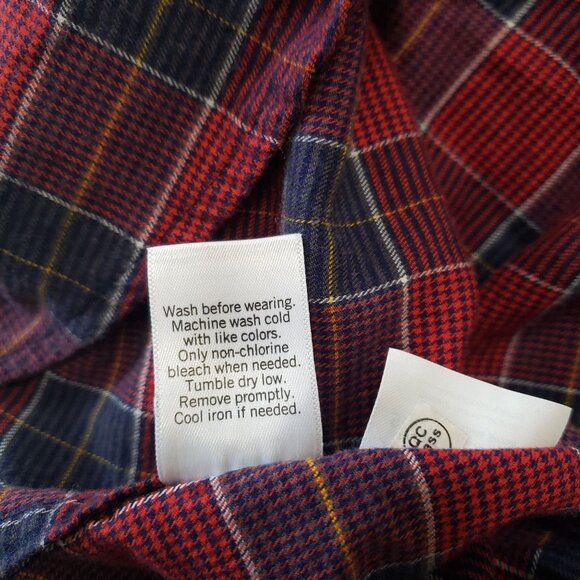 Wash before wearing.
Machine wash cold
with like colors.
Only non-chlorine
bleach when needed.
Tumble dry low.
Remove promptly.
Cool iron if needed.
QC